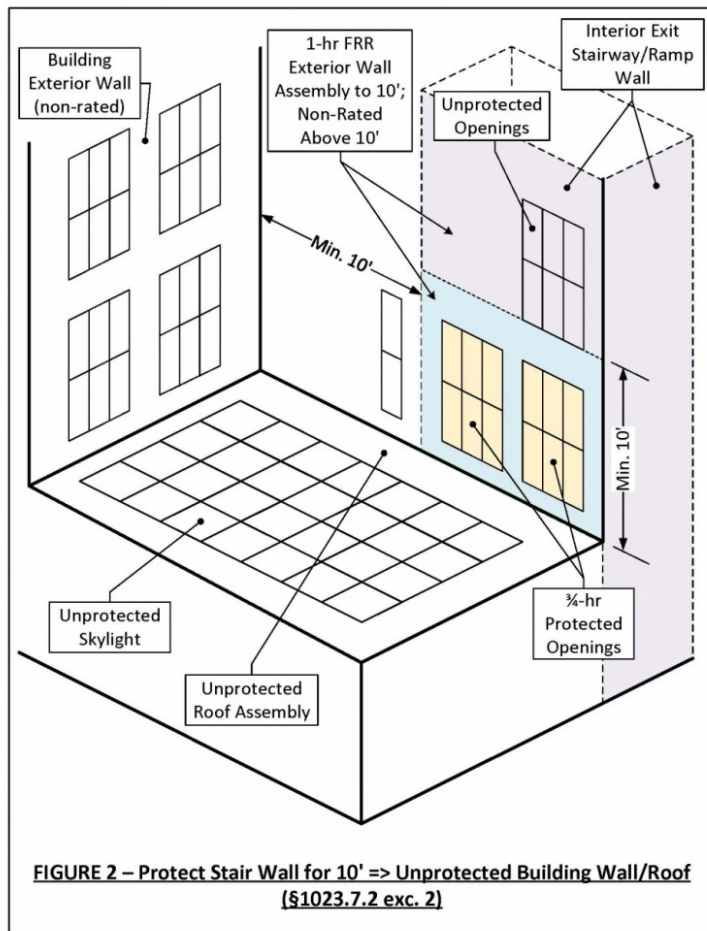 Building
Exterior Wall
(non-rated)
1-hr FRR
Exterior Wall
Assembly to 10';
Non-Rated
Above 10'
Interior Exit
Stairway/Ramp
Wall
Unprotected
Openings
Min. 10'
Min. 10'
Unprotected
Skylight
Unprotected
Roof Assembly
¾-hr
Protected
Openings
FIGURE 2 – Protect Stair Wall for 10' => Unprotected Building Wall/Roof
(§1023.7.2 exc. 2)